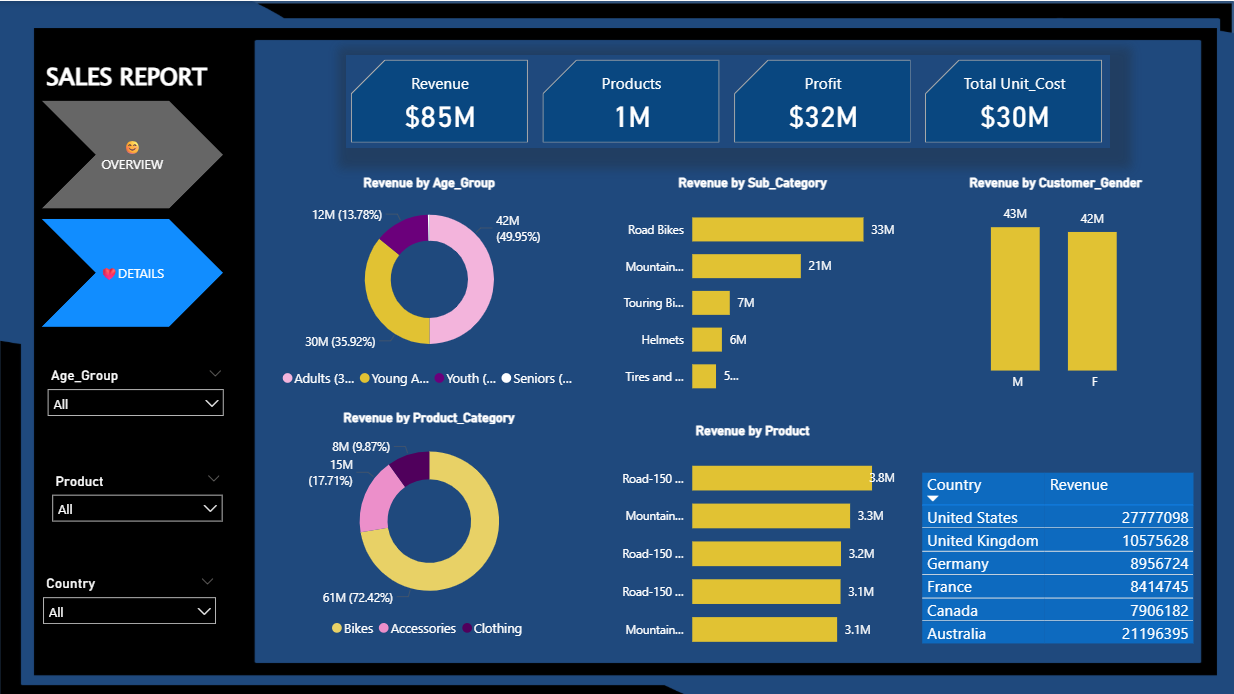 SALES REPORT
OVERVIEW
DETAILS
Age_Group
All
Product
All
Country
All
Revenue
$85M
Products
1M
Profit
$32M
Total Unit_Cost
$30M
Revenue by Age_Group
12M (13.78%)
42M
(49.95%)
30M (35.92%)
Adults (3... Young A... Youth (... Seniors (...
Revenue by Sub_Category
Road Bikes 33M
Mountain... 21M
Touring Bi... 7M
Helmets 6M
Tires and ... 5...
Revenue by Customer_Gender
43M 42M
M F
Revenue by Product_Category
8M (9.87%)
15M
(17.71%)
61M (72.42%)
Bikes Accessories Clothing
Revenue by Product
Road-150 ... 3.8M
Mountain... 3.3M
Road-150 ... 3.2M
Road-150 ... 3.1M
Mountain... 3.1M
Country Revenue
United States 27777098
United Kingdom 10575628
Germany 8956724
France 8414745
Canada 7906182
Australia 21196395